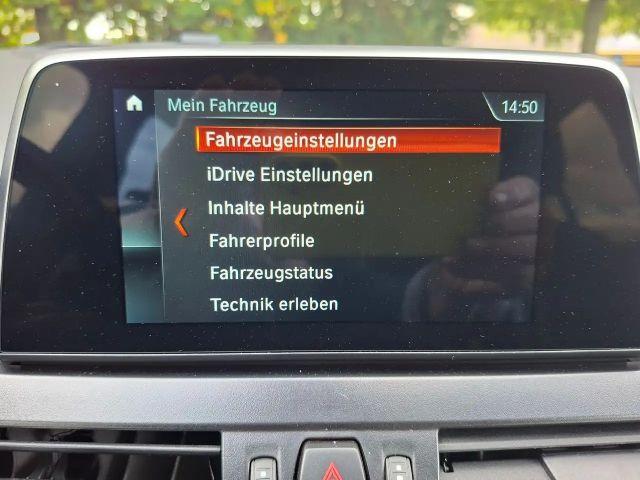 Mein Fahrzeug
14:50
Fahrzeugeinstellungen
iDrive Einstellungen
Inhalte Hauptmenü
Fahrerprofile
Fahrzeugstatus
Technik erleben